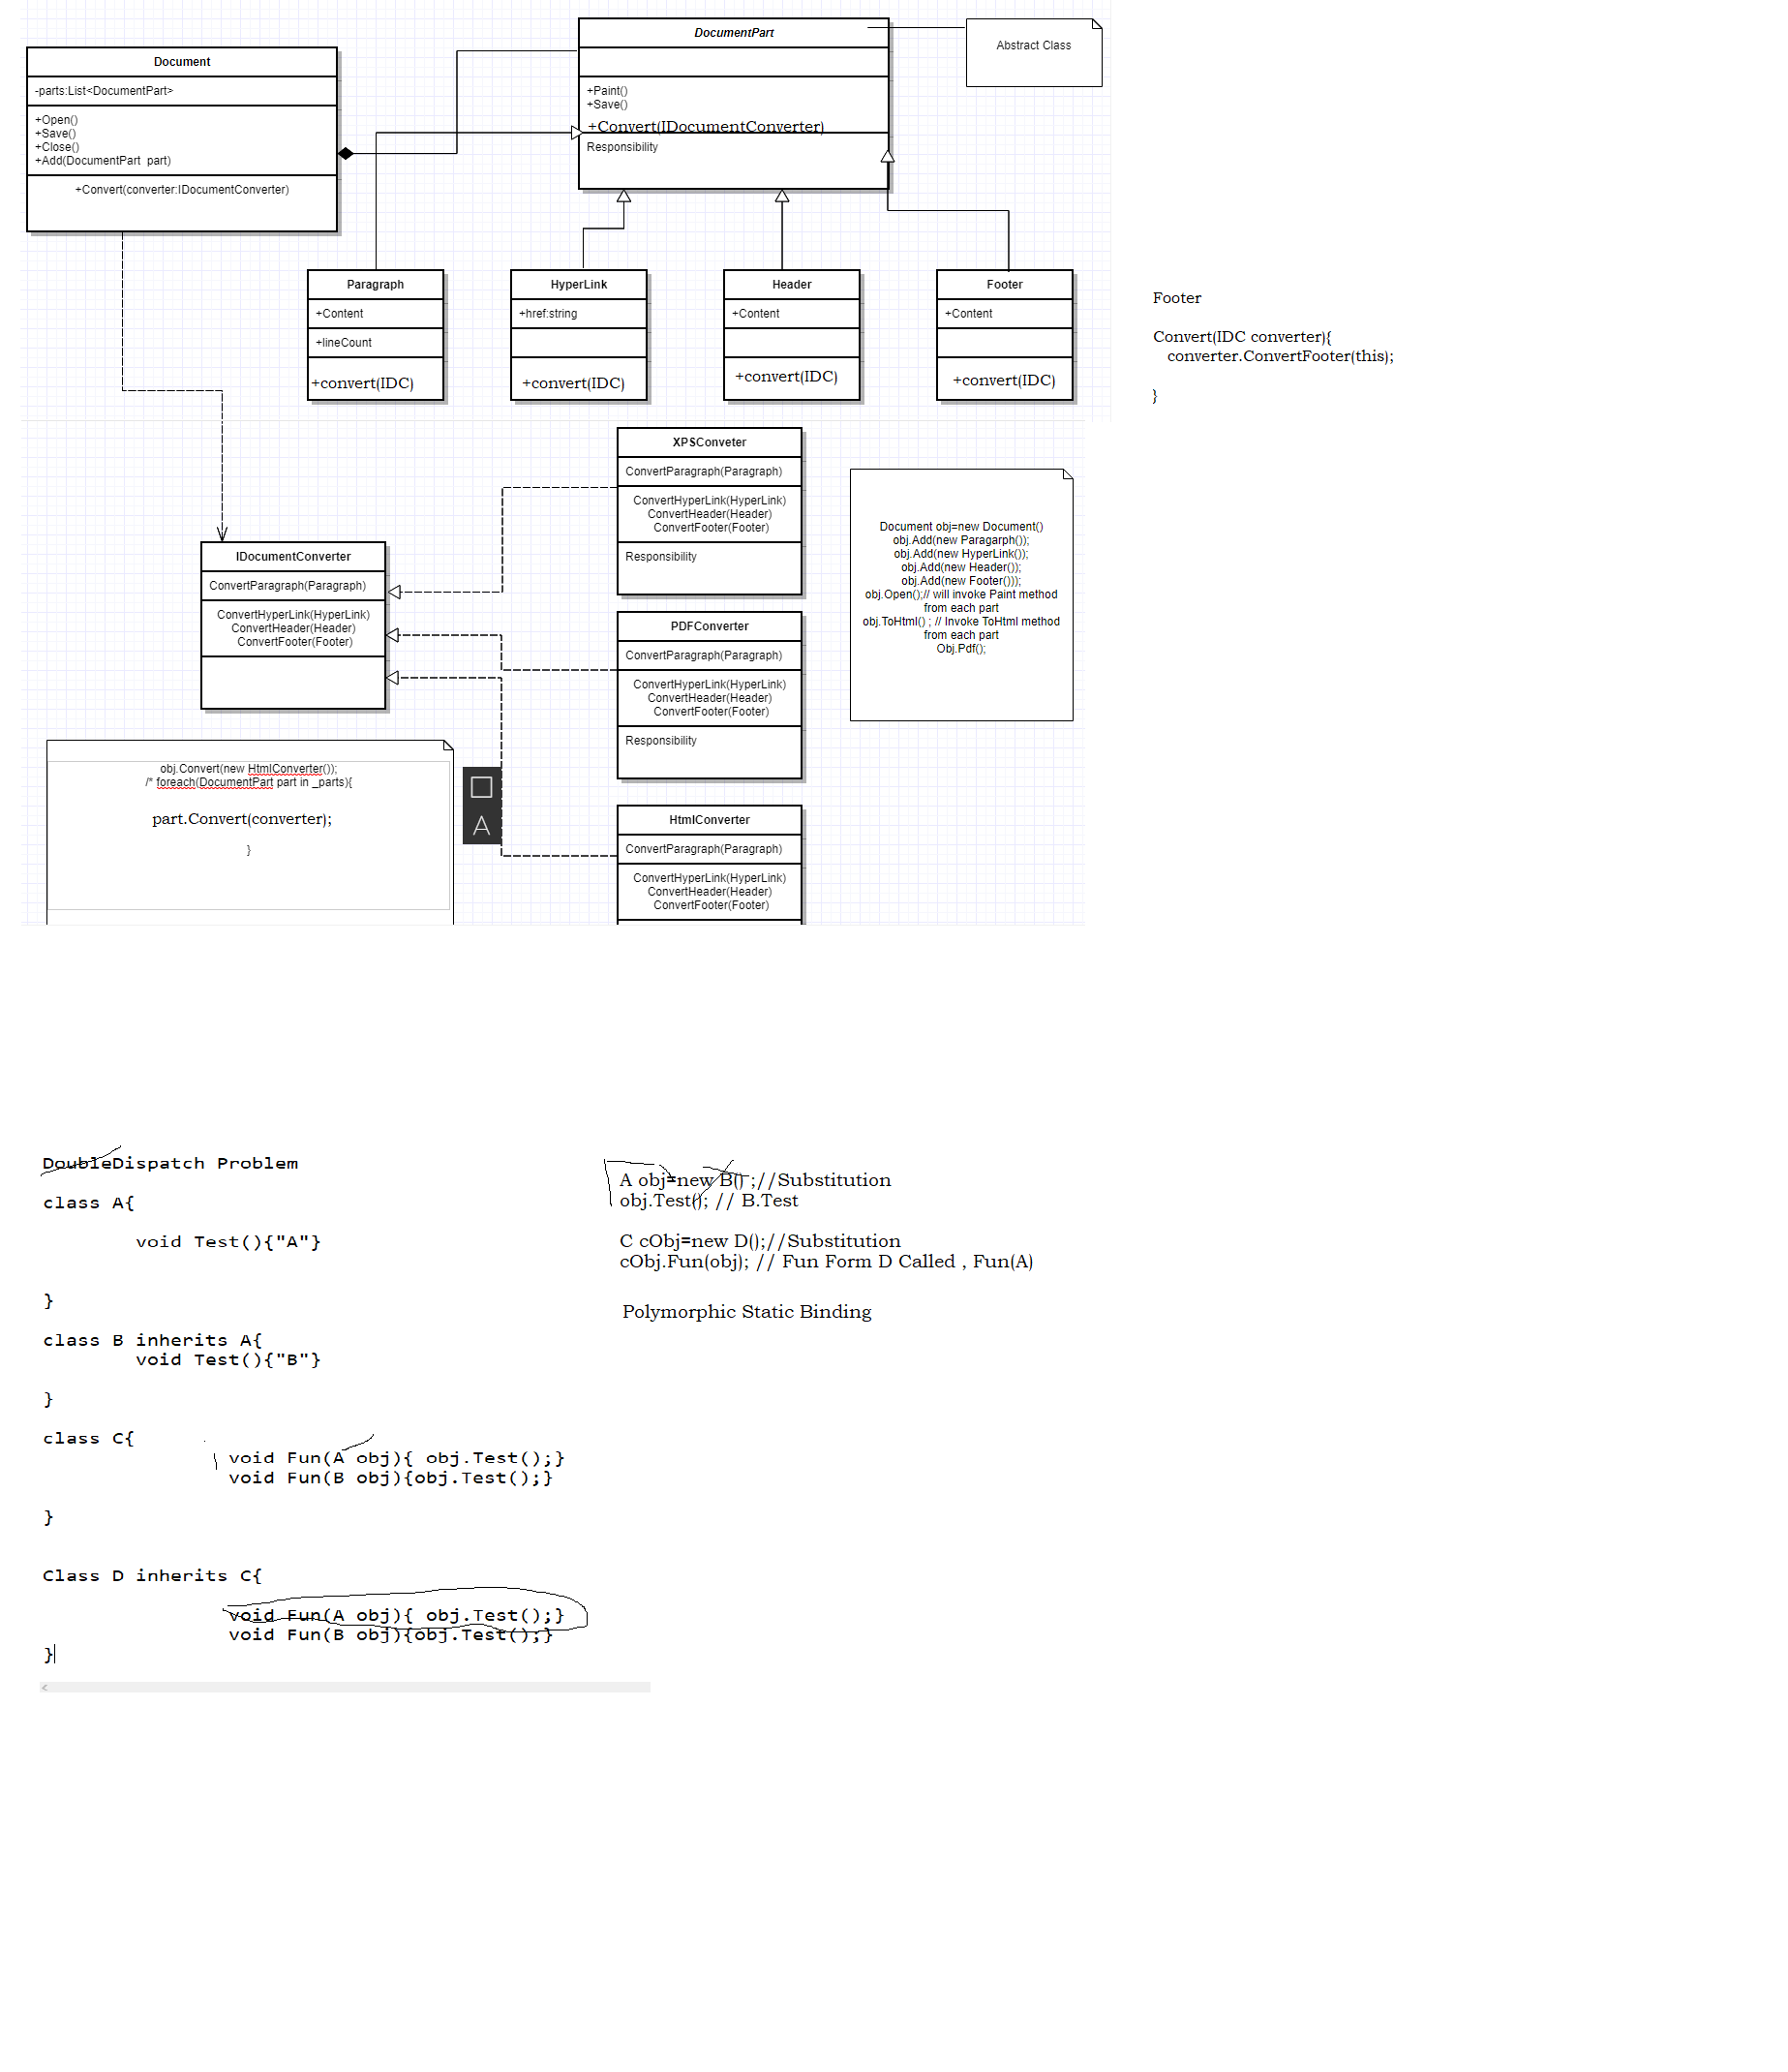 Document
-parts:List<DocumentPart>
+Open()
+Save()
+Close()
+Add(DocumentPart  part)
+Convert(converter:IDocumentConverter)
DocumentPart
+Paint()
+Save()
+Convert(IDocumentConverter)
Responsibility
Abstract Class
Paragraph
+Content
+lineCount
+convert(IDC)
HyperLink
+href:string
+convert(IDC)
Header
+Content
+convert(IDC)
Footer
+Content
+convert(IDC)
Footer
Convert(IDC converter){
converter.ConvertFooter(this);
}
XPSConveter
ConvertParagraph(Paragraph)
ConvertHyperLink(HyperLink)
ConvertHeader(Header)
ConvertFooter(Footer)
Responsibility
Document obj=new Document()
obj.Add(new Paragarph());
obj.Add(new HyperLink());
obj.Add(new Header());
obj.Add(new Footer()));
obj.Open();// will invoke Paint method
from each part
obj.ToHtml() ; // Invoke ToHtml method
from each part
Obj.Pdf();
IDocumentConverter
ConvertParagraph(Paragraph)
ConvertHyperLink(HyperLink)
ConvertHeader(Header)
ConvertFooter(Footer)
PDFConverter
ConvertParagraph(Paragraph)
ConvertHyperLink(HyperLink)
ConvertHeader(Header)
ConvertFooter(Footer)
Responsibility
obj.Convert(new HtmlConverter());
/* foreach(DocumentPart part in _parts){
part.Convert(converter);
}
A
HtmlConverter
ConvertParagraph(Paragraph)
ConvertHyperLink(HyperLink)
ConvertHeader(Header)
ConvertFooter(Footer)
DoubleDispatch Problem
class A{
void Test(){"A"}
}
class B inherits A{
void Test(){"B"}
}
class C{
void Fun(A obj){ obj.Test();}
void Fun(B obj){obj.Test();}
}
Class D inherits C{
void Fun(A obj){ obj.Test();}
void Fun(B obj){obj.Test();}
}
A obj=new B() ;//Substitution
obj.Test(); // B.Test
C cObj=new D();//Substitution
cObj.Fun(obj); // Fun Form D Called , Fun(A)
Polymorphic Static Binding